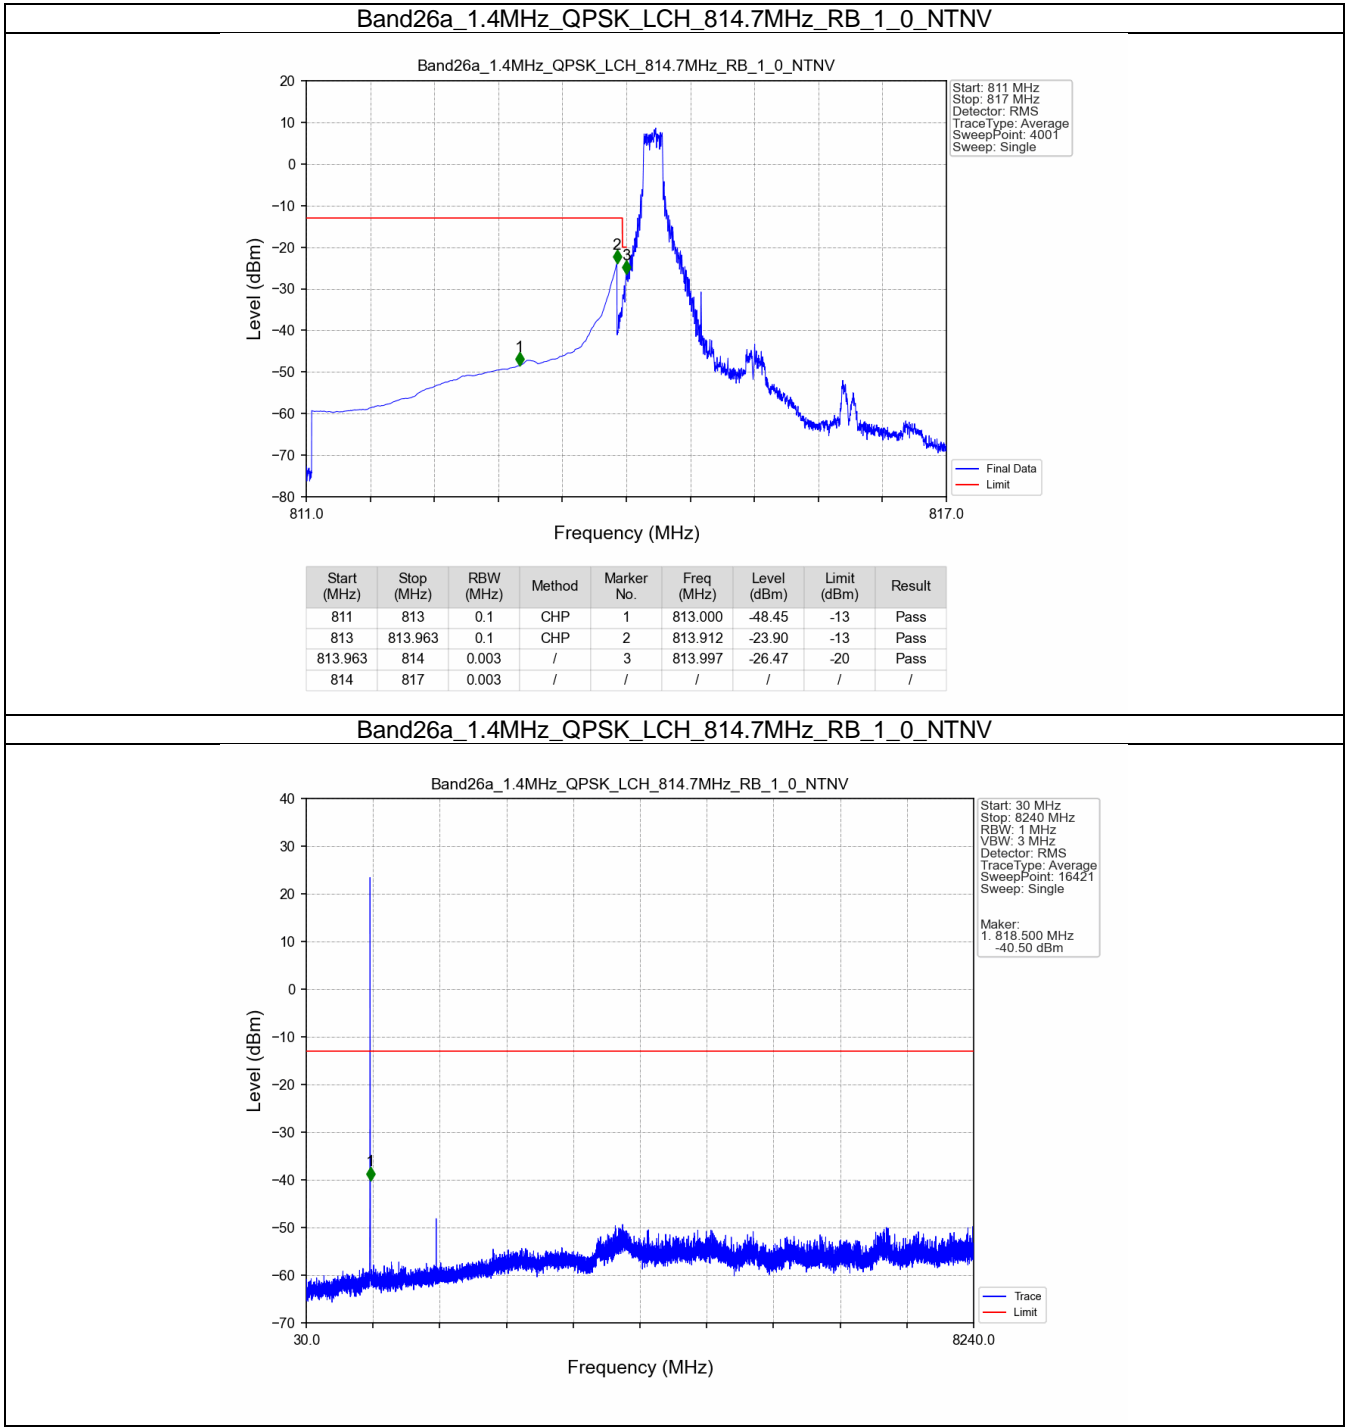 Band26a_1.4MHz_QPSK_LCH_814.7MHz_RB_1_0_NTNV
Band26a_1.4MHz_QPSK_LCH_814.7MHz_RB_1_0_NTNV
20
10
0
−10
−20
−30
−40
−50
−60
−70
−80
Level (dBm)
1
2
3
811.0
817.0
Frequency (MHz)
Start: 811 MHz
Stop: 817 MHz
Detector: RMS
TraceType: Average
SweepPoint: 4001
Sweep: Single
Final Data
Limit
Start (MHz) Stop (MHz) RBW (MHz) Method Marker No. Freq (MHz) Level (dBm) Limit (dBm) Result
811 813 0.1 CHP 1 813.000 -48.45 -13 Pass
813 813.963 0.1 CHP 2 813.912 -23.90 -13 Pass
813.963 814 0.003 / 3 813.997 -26.47 -20 Pass
814 817 0.003 / / / / / /
Band26a_1.4MHz_QPSK_LCH_814.7MHz_RB_1_0_NTNV
Band26a_1.4MHz_QPSK_LCH_814.7MHz_RB_1_0_NTNV
40
30
20
10
0
−10
−20
−30
−40
−50
−60
−70
Level (dBm)
1
30.0
8240.0
Frequency (MHz)
Start: 30 MHz
Stop: 8240 MHz
RBW: 1 MHz
VBW: 3 MHz
Detector: RMS
TraceType: Average
SweepPoint: 16421
Sweep: Single
Maker:
1. 818.500 MHz
-40.50 dBm
Trace
Limit